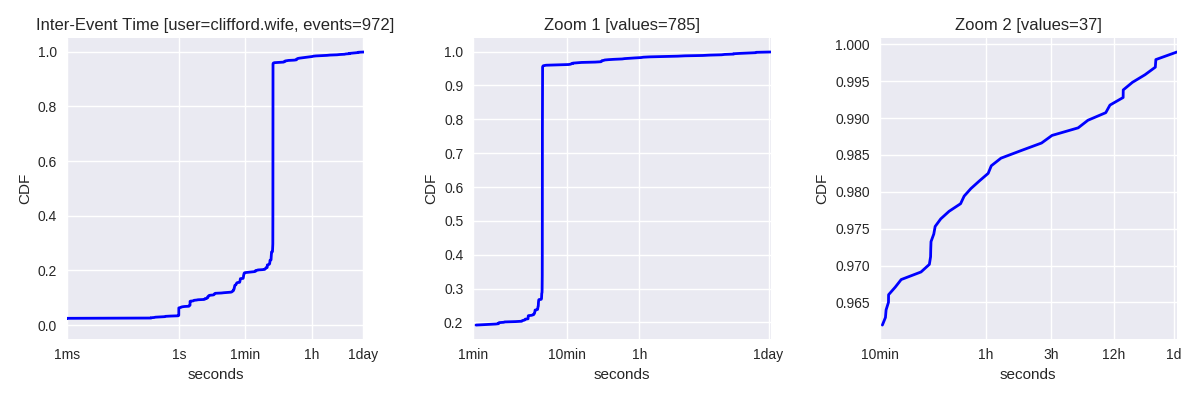 Inter-Event Time [user=clifford.wife, events=972]
CDF
1.0
0.8
0.6
0.4
0.2
0.0
1ms
1s
1min
1h
1day
seconds
Zoom 1 [values=785]
CDF
1.0
0.9
0.8
0.7
0.6
0.5
0.4
0.3
0.2
1min
10min
1h
1day
seconds
Zoom 2 [values=37]
CDF
1.000
0.995
0.990
0.985
0.980
0.975
0.970
0.965
10min
1h
3h
12h
1d
seconds